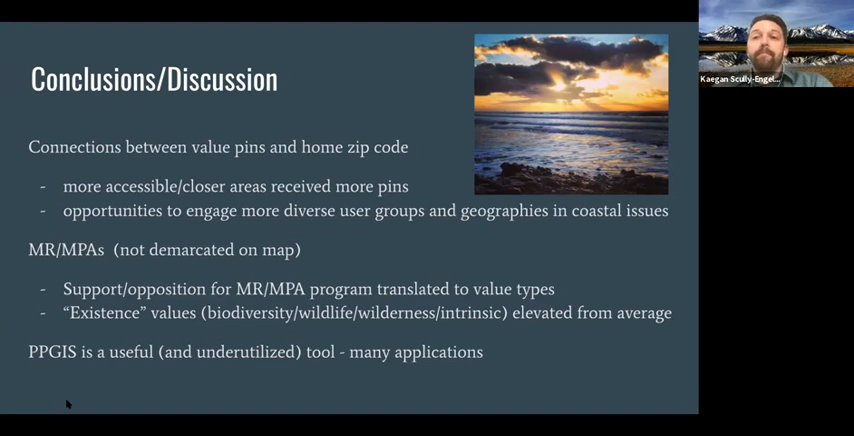 Conclusions/Discussion
Connections between value pins and home zip code
- more accessible/closer areas received more pins
- opportunities to engage more diverse user groups and geographies in coastal issues
MR/MPAs (not demarcated on map)
- Support/opposition for MR/MPA program translated to value types
- “Existence” values (biodiversity/wildlife/wilderness/intrinsic) elevated from average
PPGIS is a useful (and underutilized) tool - many applications
Kaegan Scully-Engel...